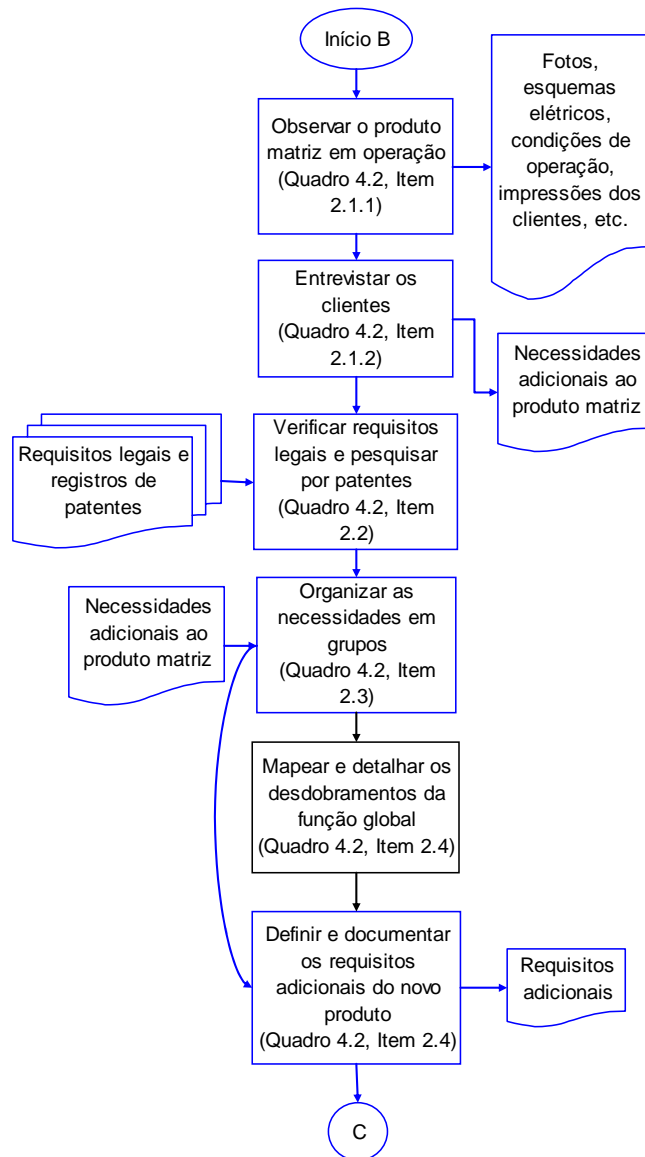 Início B
Observar o produto
matriz em operação
(Quadro 4.2, Item
2.1.1)
Fotos,
esquemas
elétricos,
condições de
operação,
impressões dos
clientes, etc.
Entrevistar os
clientes
(Quadro 4.2, Item
2.1.2)
Necessidades
adicionais ao
produto matriz
Requisitos legais e
registros de
patentes
Verificar requisitos
legais e pesquisar
por patentes
(Quadro 4.2, Item
2.2)
Necessidades
adicionais ao
produto matriz
Organizar as
necessidades em
grupos
(Quadro 4.2, Item
2.3)
Mapear e detalhar os
desdobramentos da
função global
(Quadro 4.2, Item 2.4)
Definir e documentar
os requisitos
adicionais do novo
produto
(Quadro 4.2, Item 2.4)
Requisitos
adicionais
C